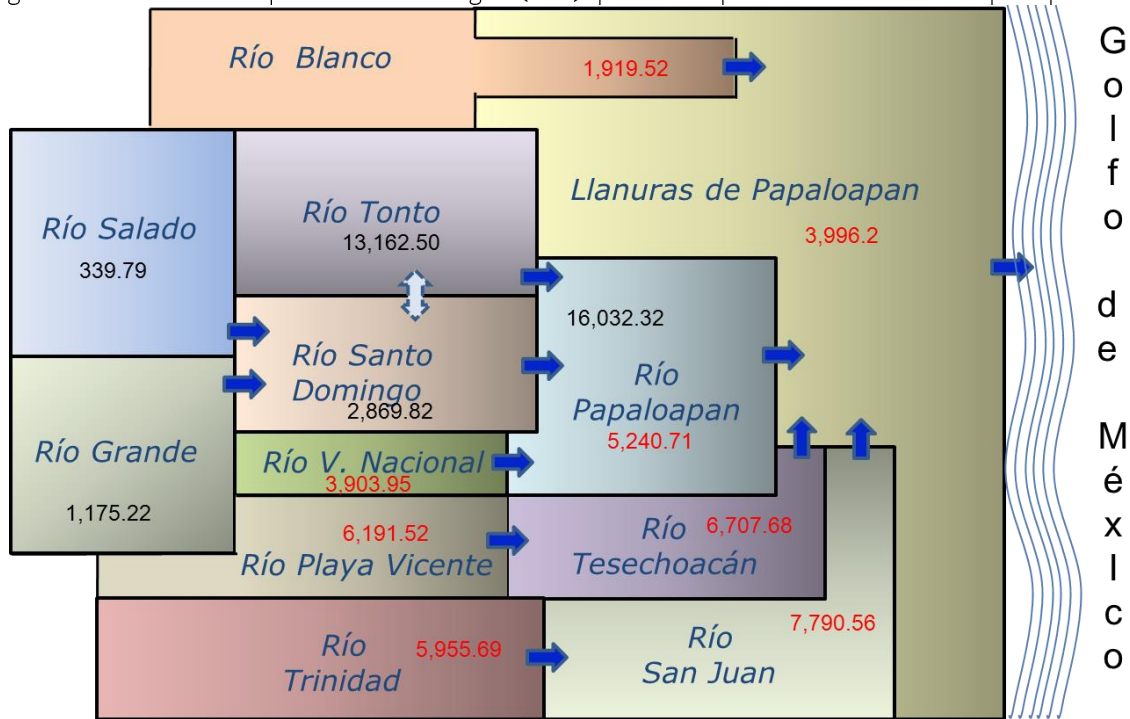 Río Blanco
1,919.52
Llanuras de Papaloapan
3,996.2
Río Salado
339.79
Río Tonto
13,162.50
Río Santo
Domingo
2,869.82
16,032.32
Río
Papaloapan
5,240.71
Río Grande
1,175.22
Río V. Nacional
3,903.95
6,191.52
Río Playa Vicente
Río
Tesechoacán
6,707.68
Río
Trinidad
5,955.69
Río
San Juan
7,790.56
G
o
l
f
o
d
e
M
é
x
I
c
o